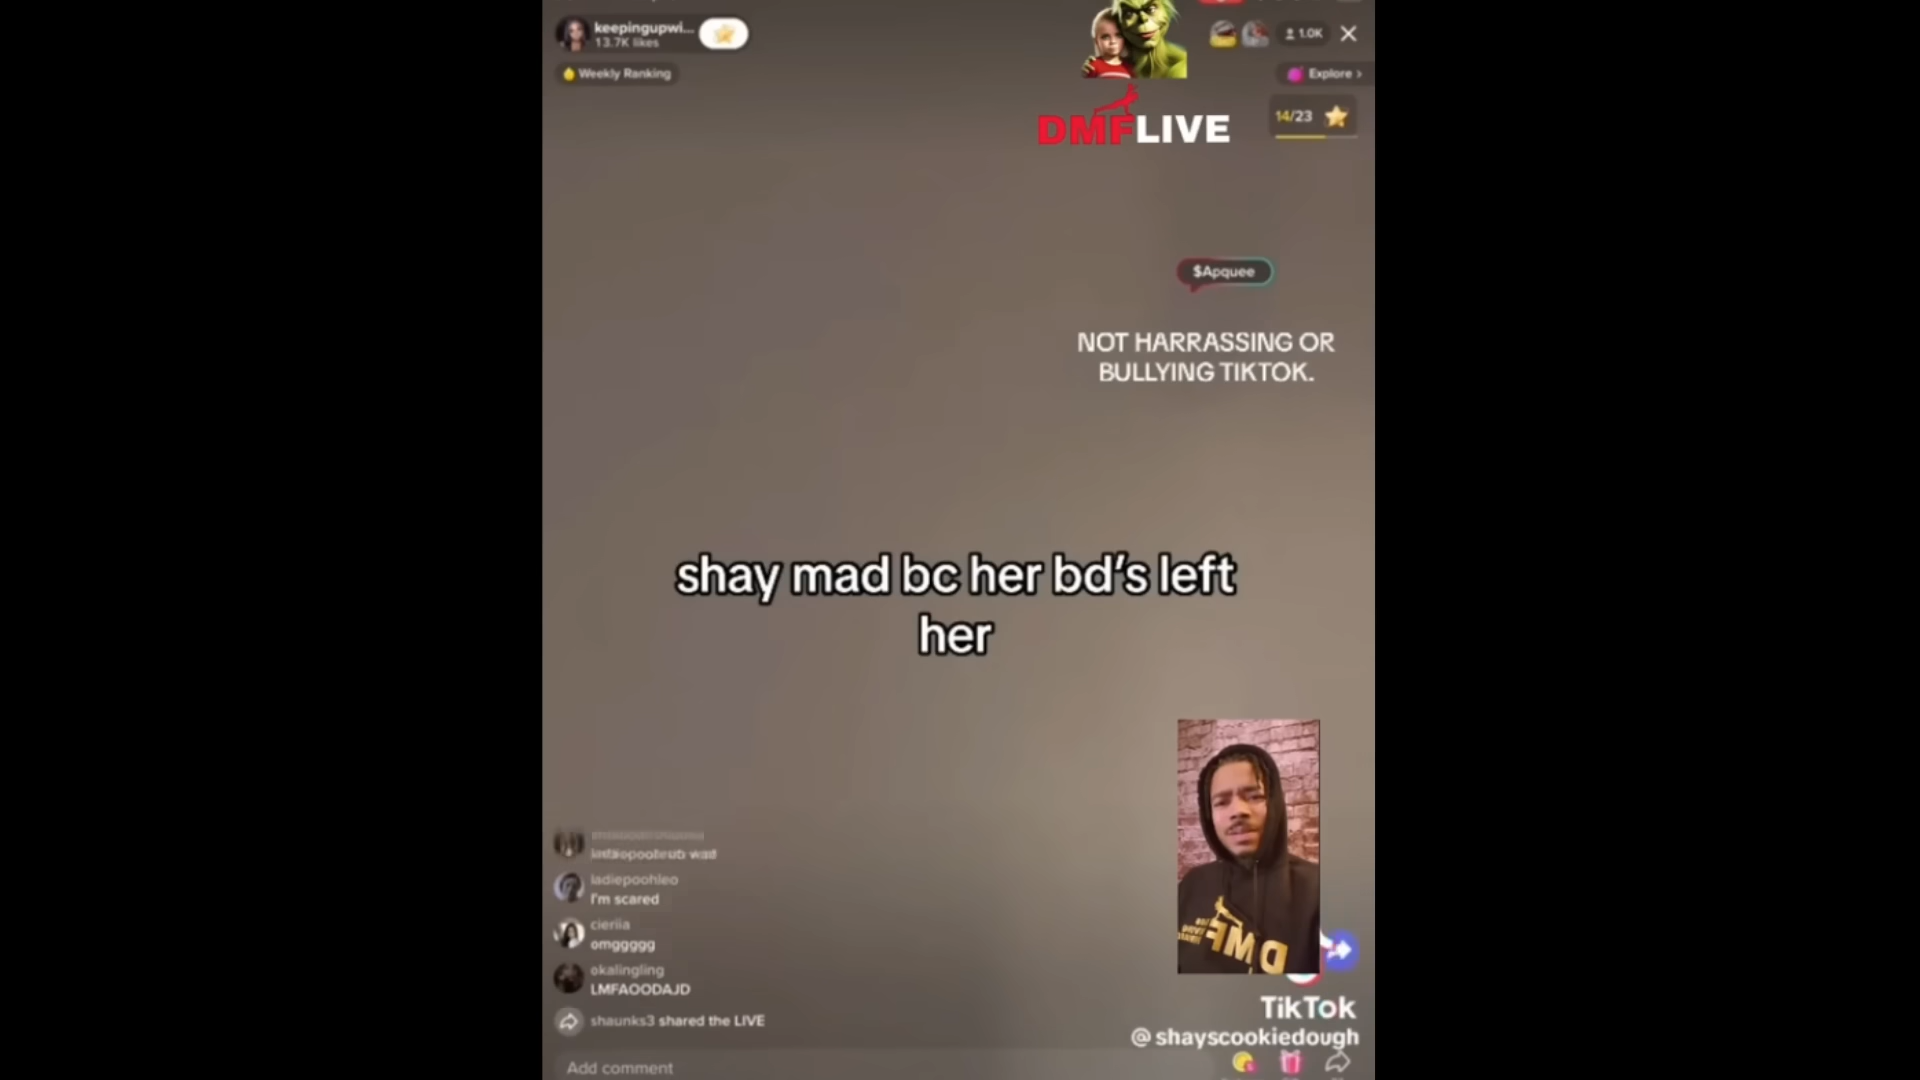 keepingupwi...
13.7K likes
1.0K
Weekly Ranking
Explore >
DMFLIVE
14/23
$Apquee
NOT HARRASSING OR
BULLYING TIKTOK.
shay mad bc her bd's left
her
ladiepoohleo
I'm scared
cieriia
omggggg
okalingling
LMFAOODAJD
shaunks3 shared the LIVE
DMF
TikTok
@shayscookiedough
Add comment